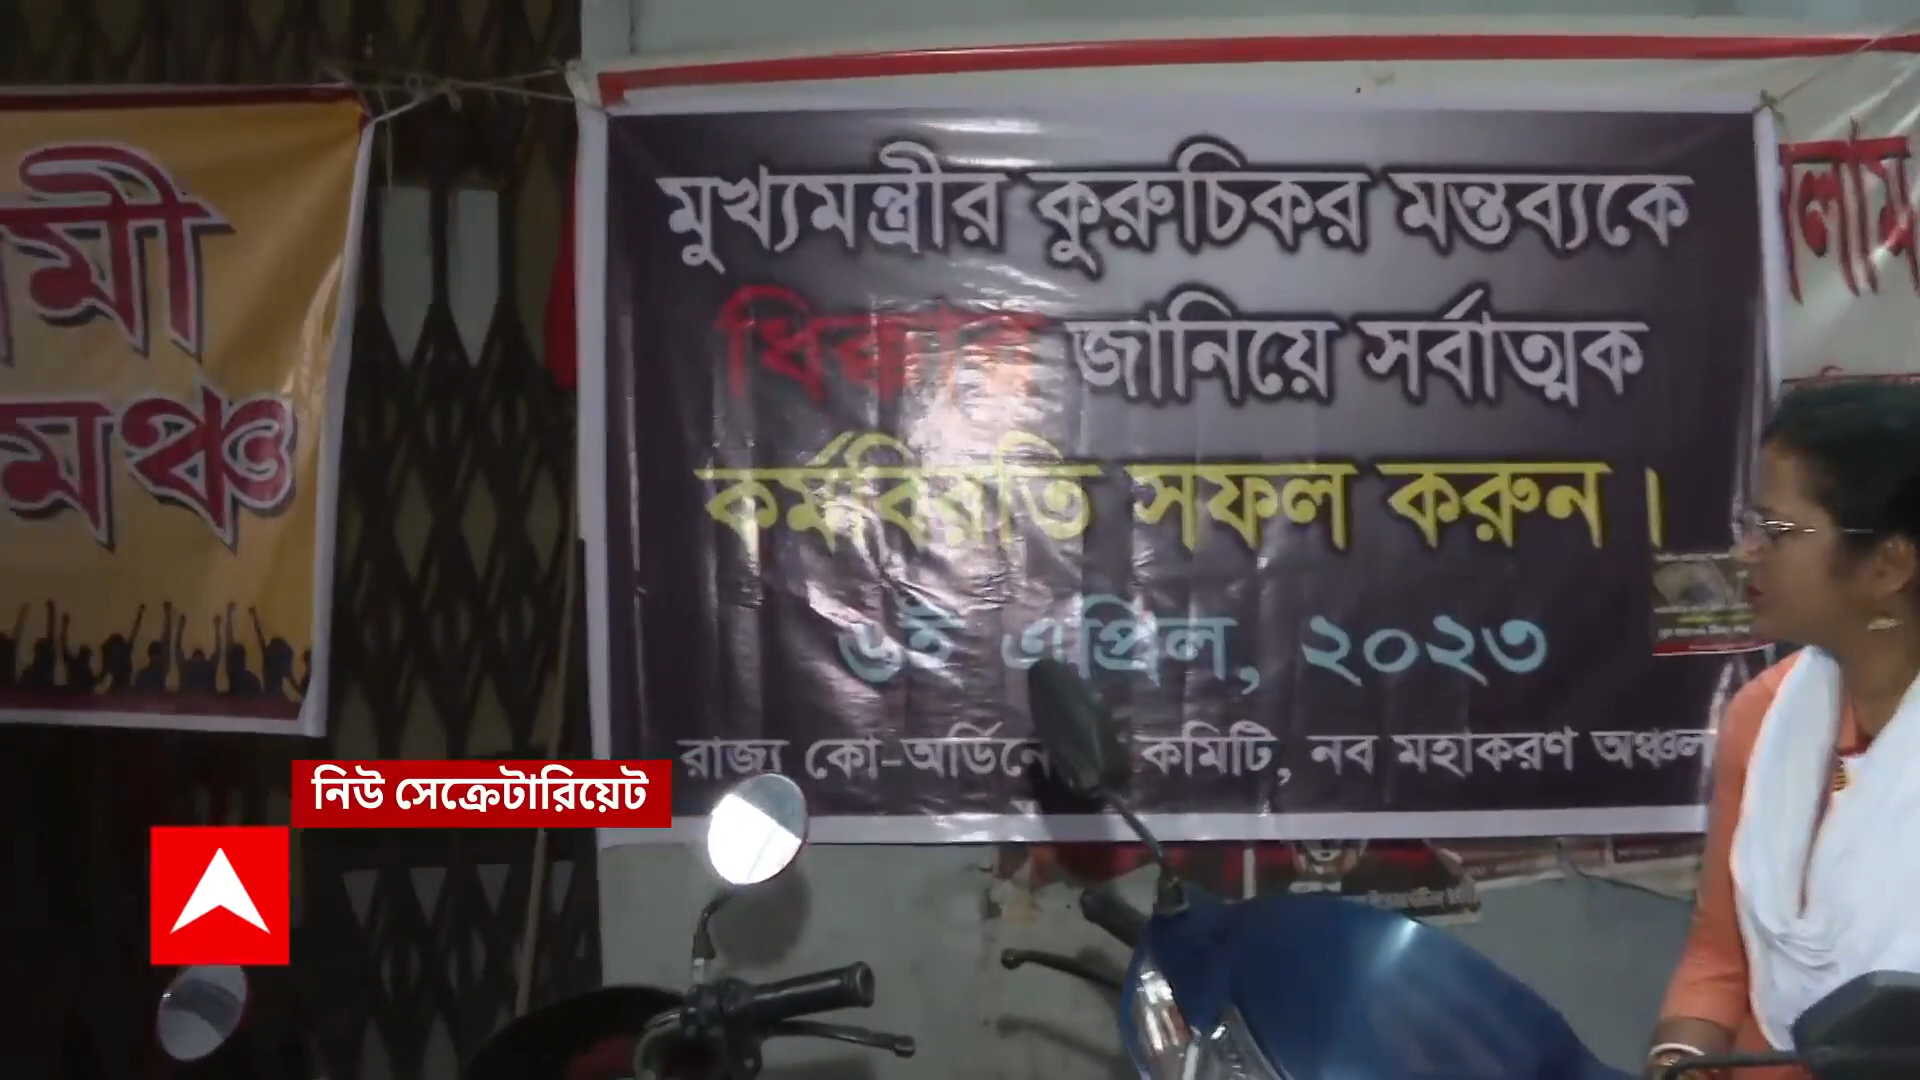 মুখ্যমন্ত্রীর কুরুচিকর মন্তব্যকে
ধিক্কার জানিয়ে সর্বাত্মক
কর্মবিরতি সফল করুন।
৬ই এপ্রিল, ২০২৩
রাজ্য কো-অর্ডিনে কমিটি, নব মহাকরণ অঞ্চল
মী
মঞ্চ
লাম
নিউ সেক্রেটারিয়েট